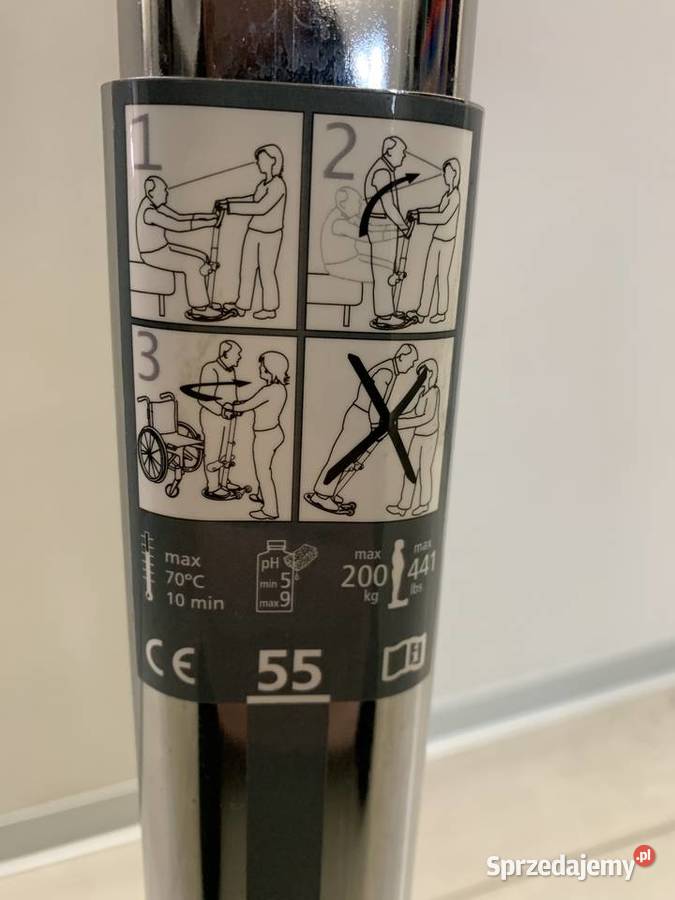 1
2
3
max
70°C
10 min
pH
min 5
max 9
max
200
kg
max
441
lbs
CE
55
i
Sprzedajemy.pl